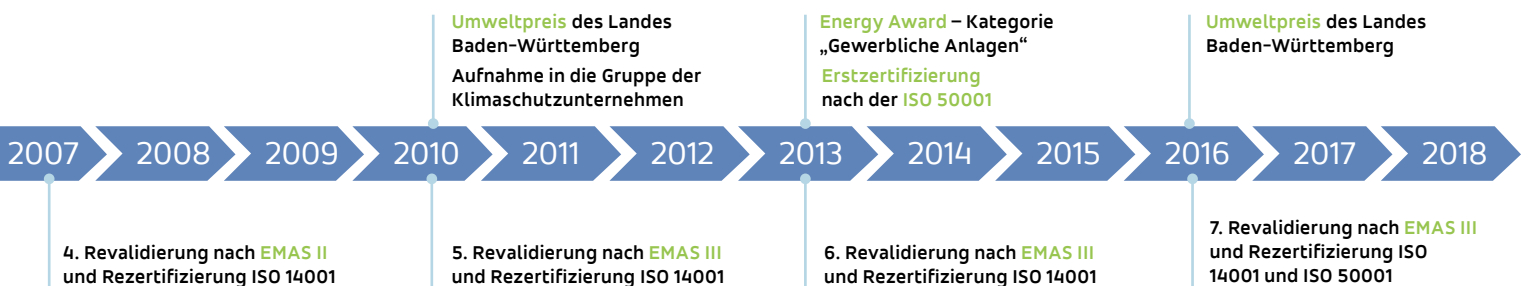 Umweltpreis des Landes
Baden-Württemberg
Aufnahme in die Gruppe der
Klimaschutzunternehmen
Energy Award – Kategorie
„Gewerbliche Anlagen“
Erstzertifizierung
nach der ISO 50001
Umweltpreis des Landes
Baden-Württemberg
2007 2008 2009 2010 2011 2012 2013 2014 2015 2016 2017 2018
4. Revalidierung nach EMAS II
und Rezertifizierung ISO 14001
5. Revalidierung nach EMAS III
und Rezertifizierung ISO 14001
6. Revalidierung nach EMAS III
und Rezertifizierung ISO 14001
7. Revalidierung nach EMAS III
und Rezertifizierung ISO
14001 und ISO 50001